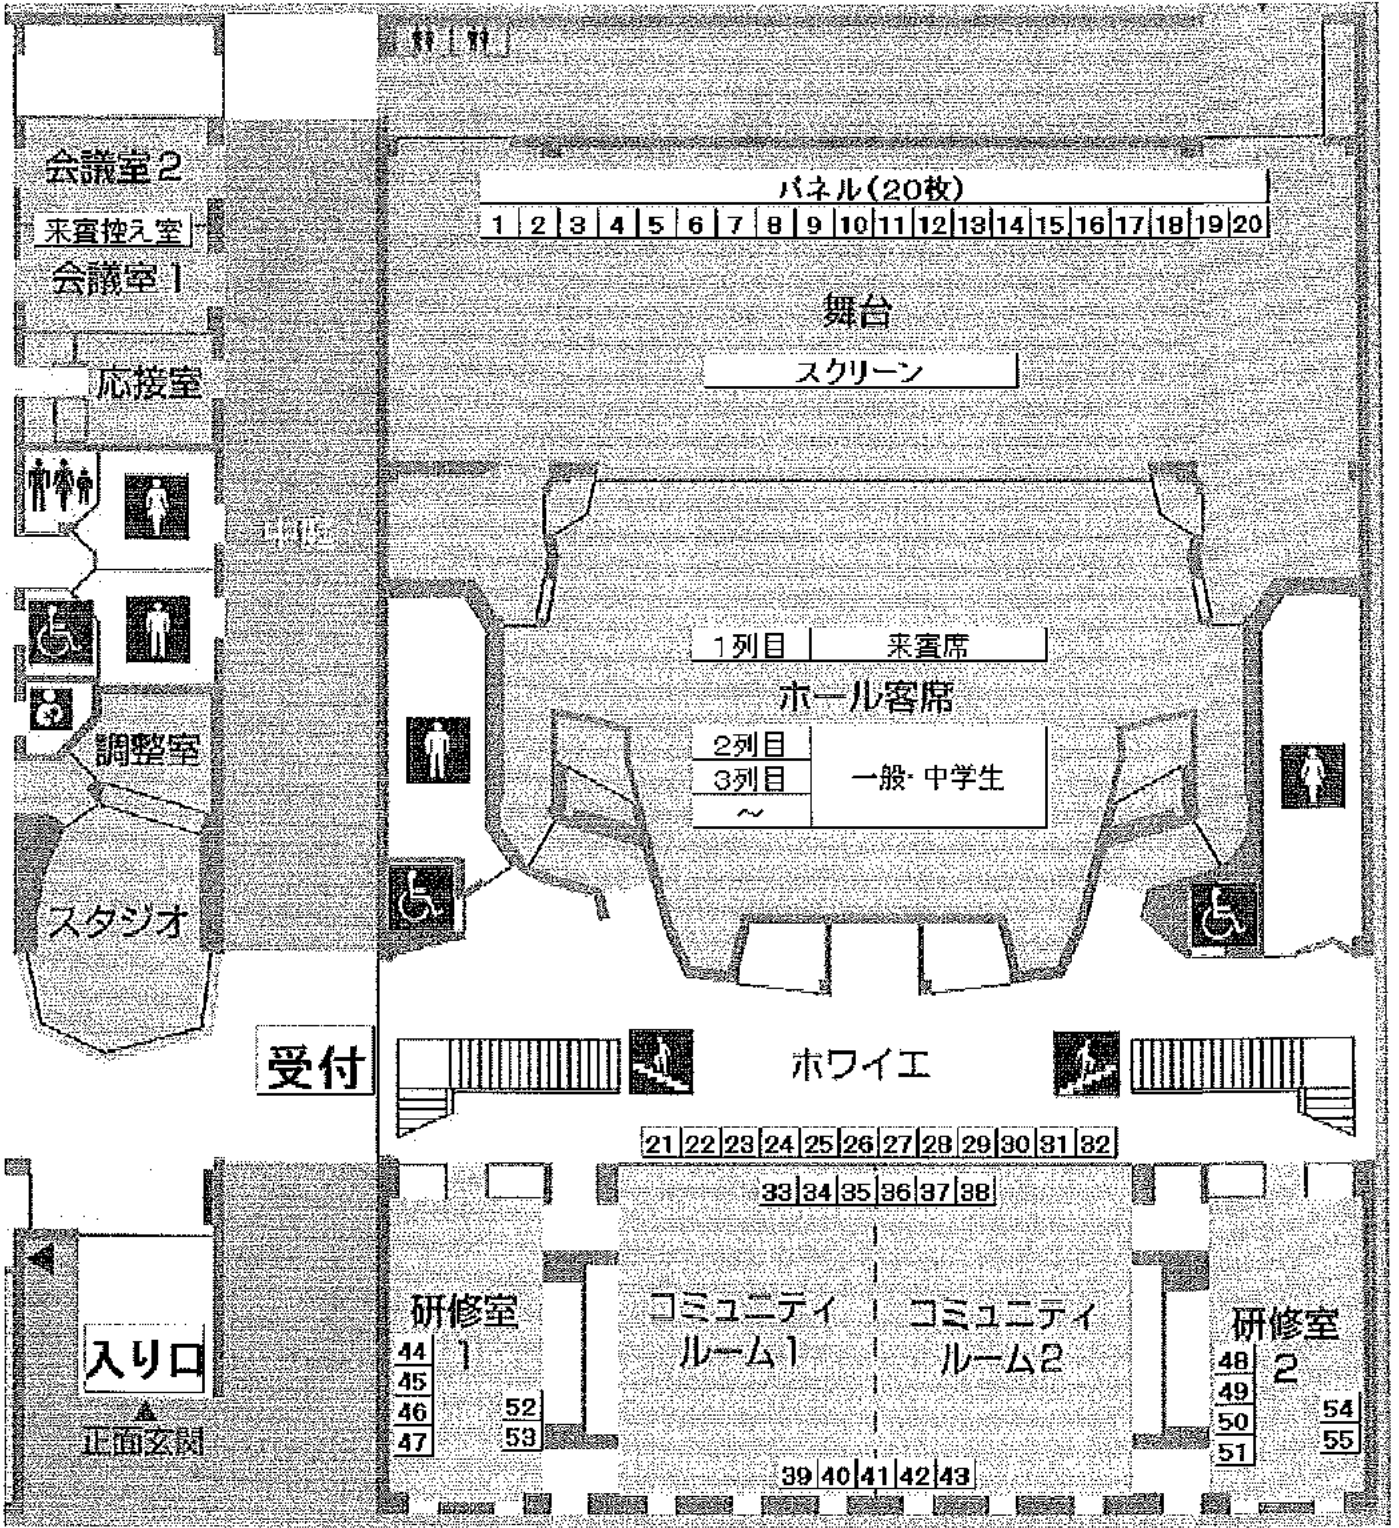 会議室2
来賓控え室
会議室1
応接室
パネル(20枚)
1 2 3 4 5 6 7 8 9 10 11 12 13 14 15 16 17 18 19 20
舞台
スクリーン
中庭
1列目 来賓席
ホール客席
2列目
3列目
～
一般・中学生
調整室
スタジオ
受付
ホワイエ
21 22 23 24 25 26 27 28 29 30 31 32
33 34 35 36 37 38
研修室
1
44
45
46
47
52
53
コミュニティ
ルーム1
コミュニティ
ルーム2
39 40 41 42 43
研修室
2
48
49
50
51
54
55
入り口
正面玄関